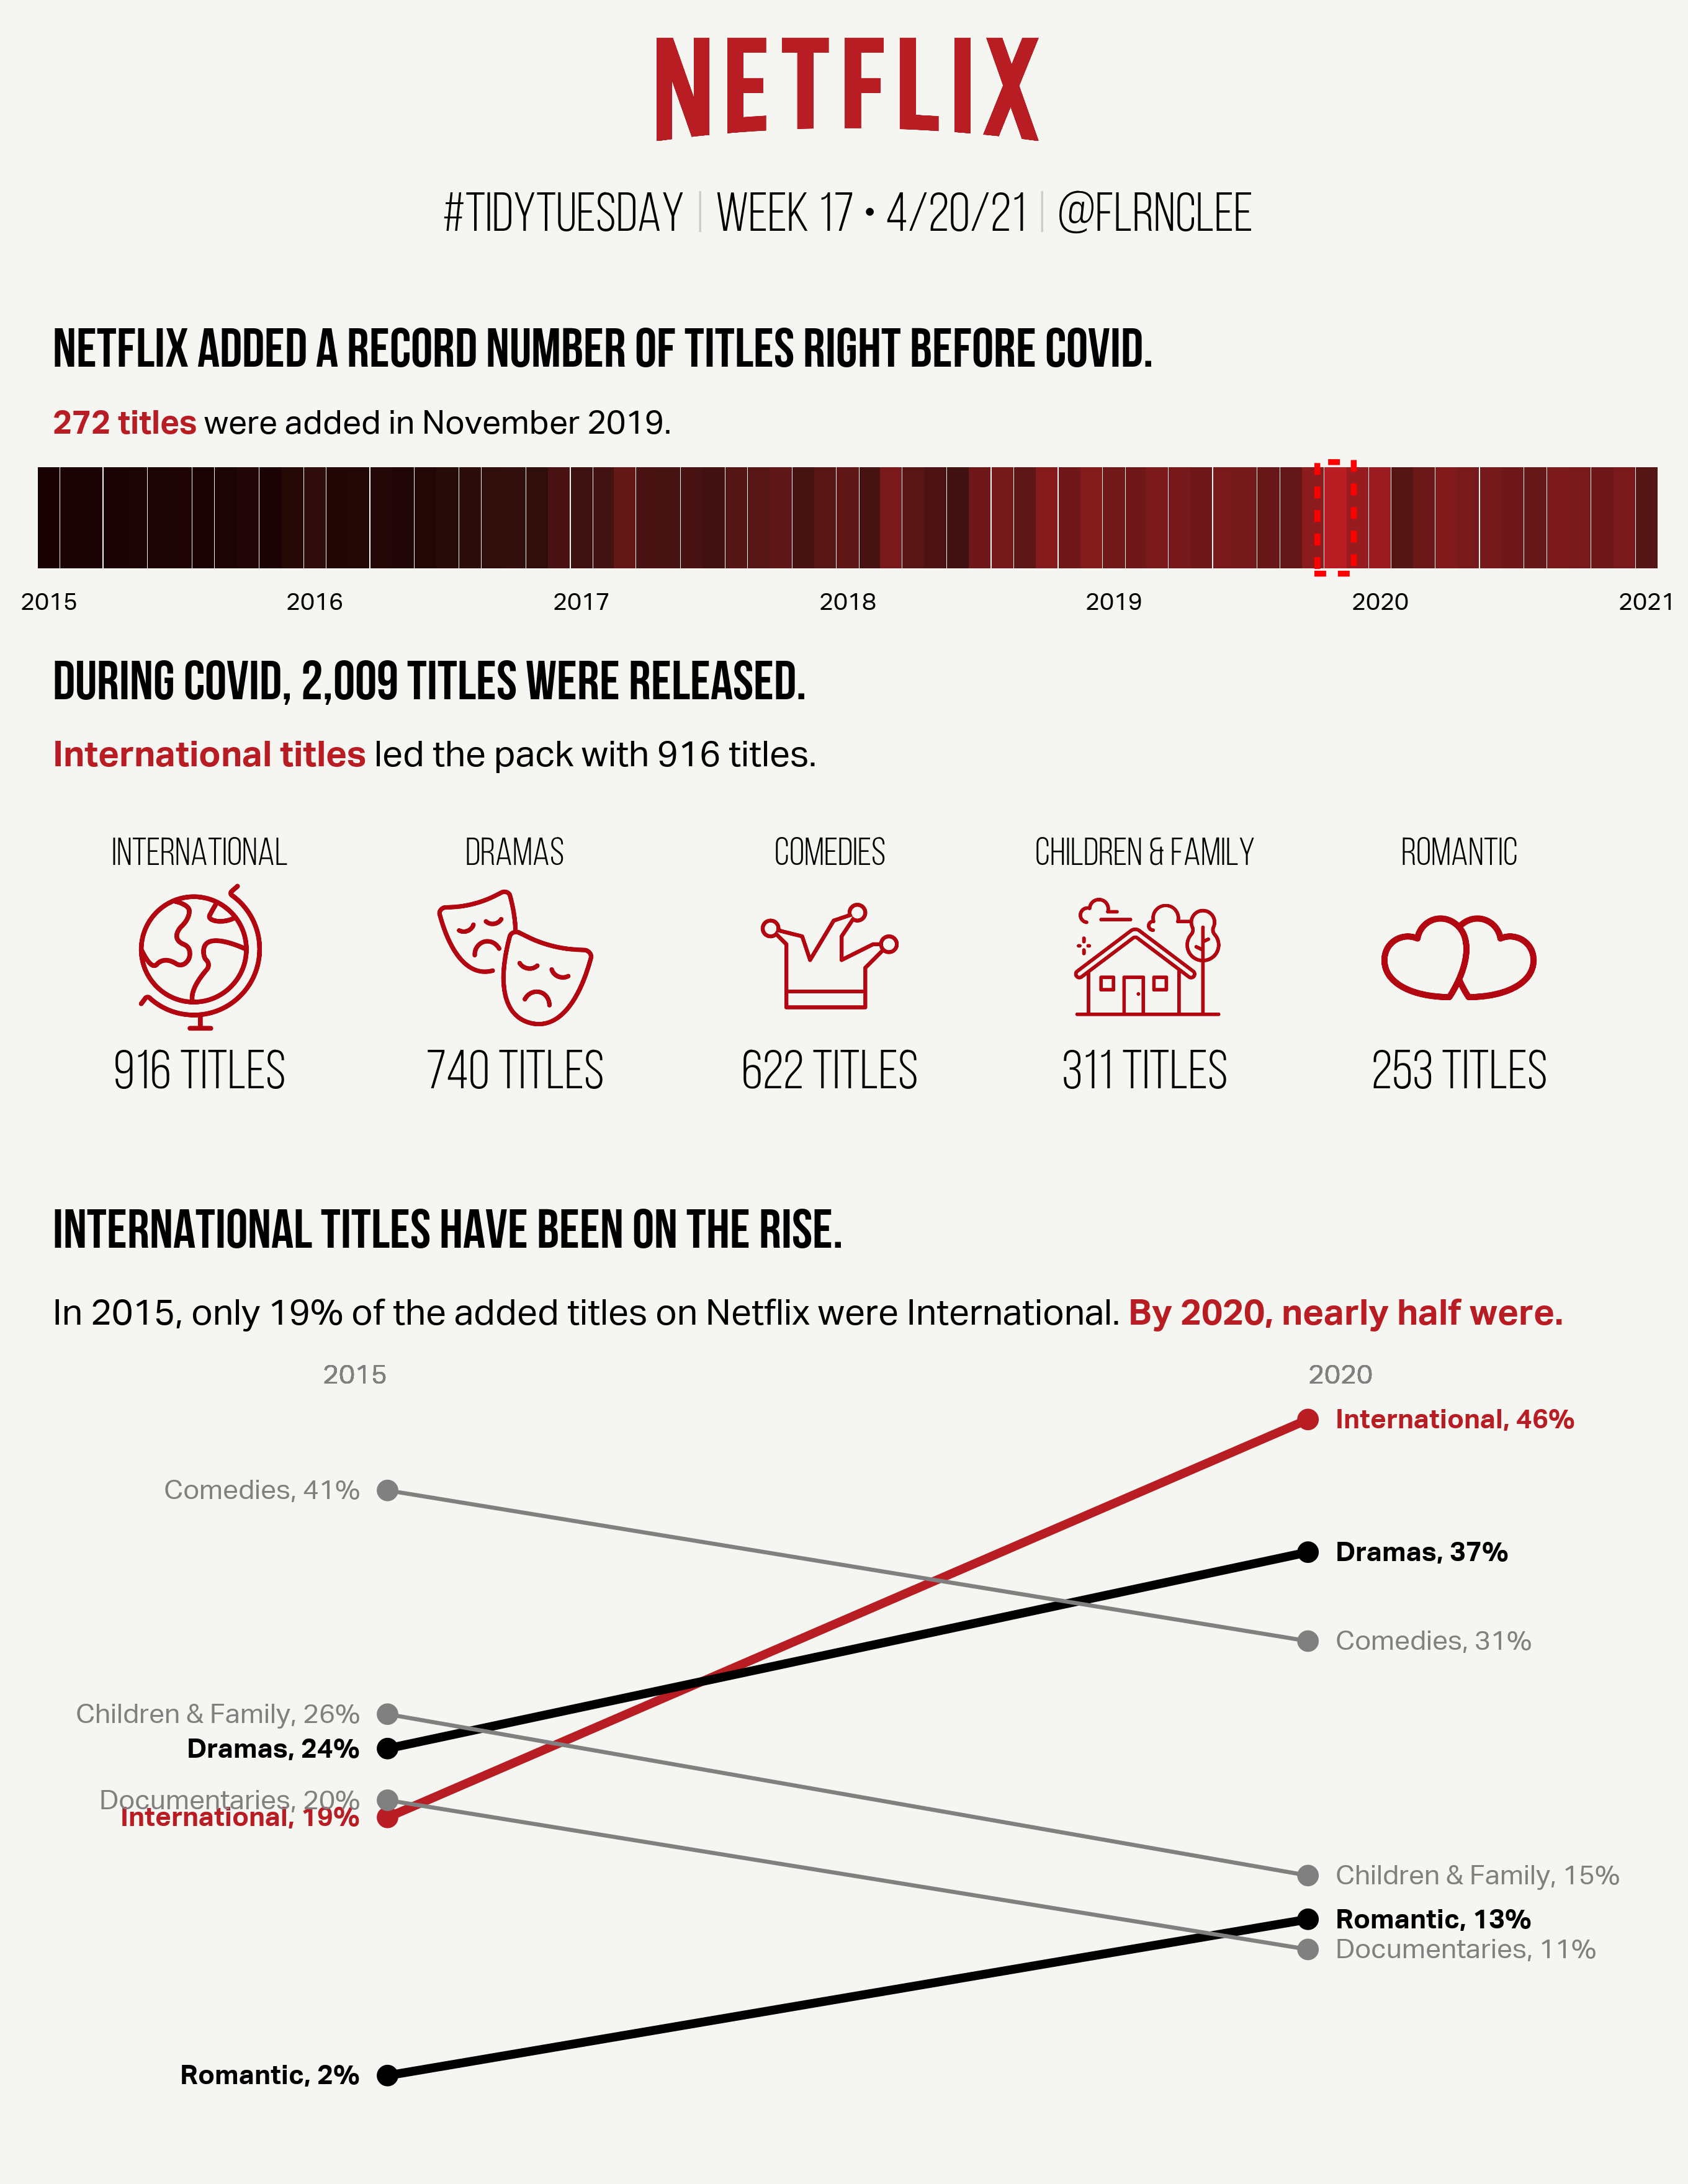 NETFLIX
#TIDYTUESDAY | WEEK 17 • 4/20/21 | @FLRNCLEE
NETFLIX ADDED A RECORD NUMBER OF TITLES RIGHT BEFORE COVID.
272 titles were added in November 2019.
2015 2016 2017 2018 2019 2020 2021
DURING COVID, 2,009 TITLES WERE RELEASED.
International titles led the pack with 916 titles.
INTERNATIONAL DRAMAS COMEDIES CHILDREN & FAMILY ROMANTIC
916 TITLES 740 TITLES 622 TITLES 311 TITLES 253 TITLES
INTERNATIONAL TITLES HAVE BEEN ON THE RISE.
In 2015, only 19% of the added titles on Netflix were International. By 2020, nearly half were.
2015 2020
International, 46%
Comedies, 41%
Dramas, 37%
Comedies, 31%
Children & Family, 26%
Dramas, 24%
Documentaries, 20%
International, 19%
Children & Family, 15%
Romantic, 13%
Documentaries, 11%
Romantic, 2%